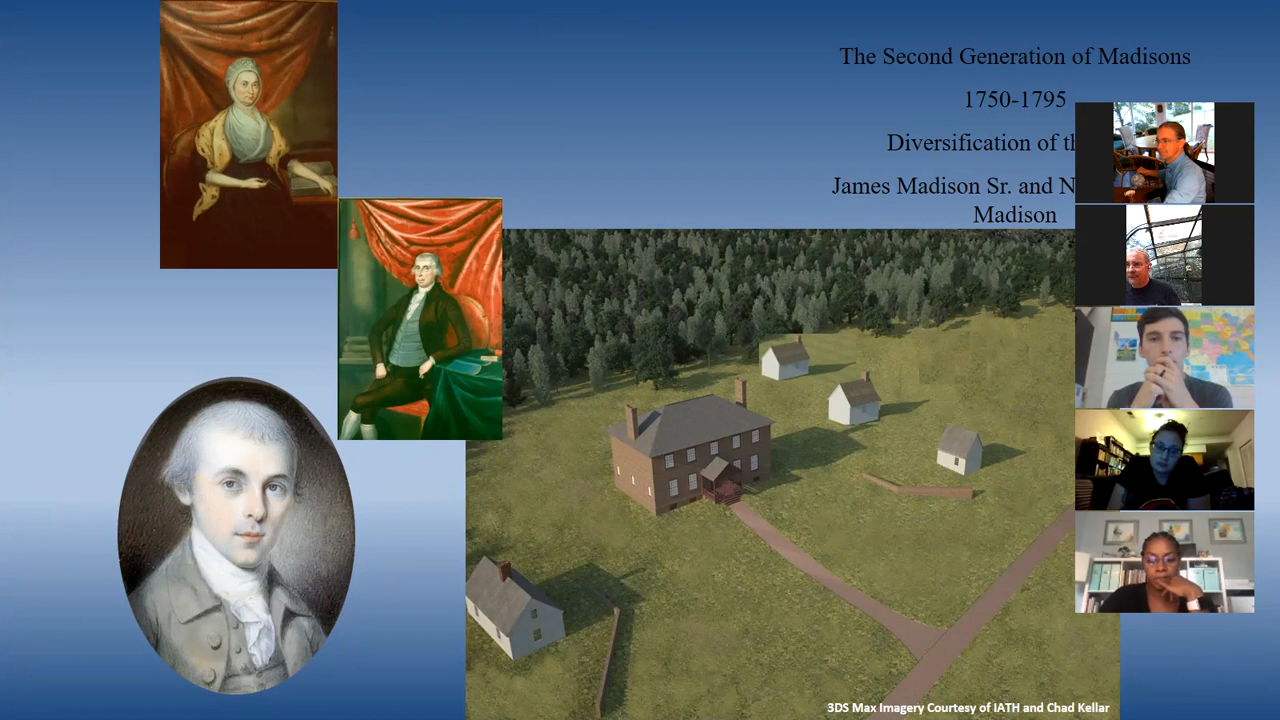 The Second Generation of Madisons
1750-1795
Diversification of
James Madison Sr. and
Madison
3DS Max Imagery Courtesy of IATH and Chad Kellar